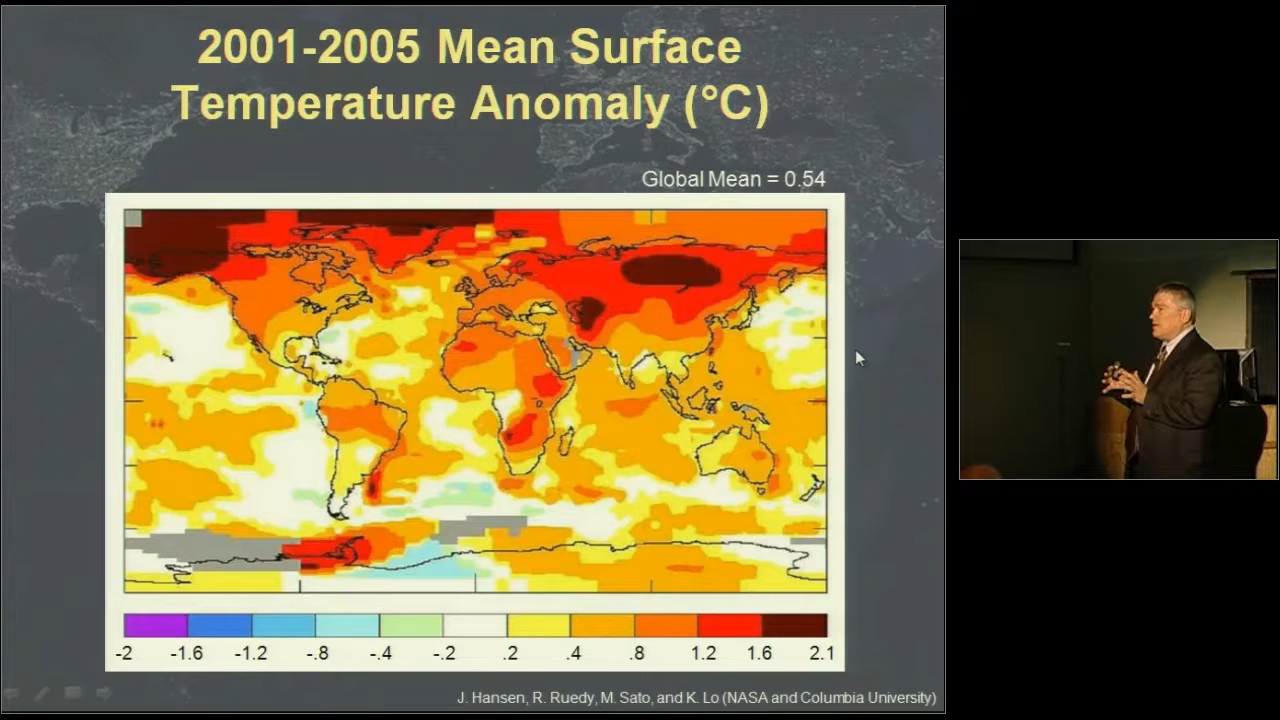 2001-2005 Mean Surface
Temperature Anomaly (°C)
Global Mean = 0.54
-2 -1.6 -1.2 -.8 -.4 -.2 .2 .4 .8 1.2 1.6 2.1
J. Hansen, R. Ruedy, M. Sato, and K. Lo (NASA and Columbia University)